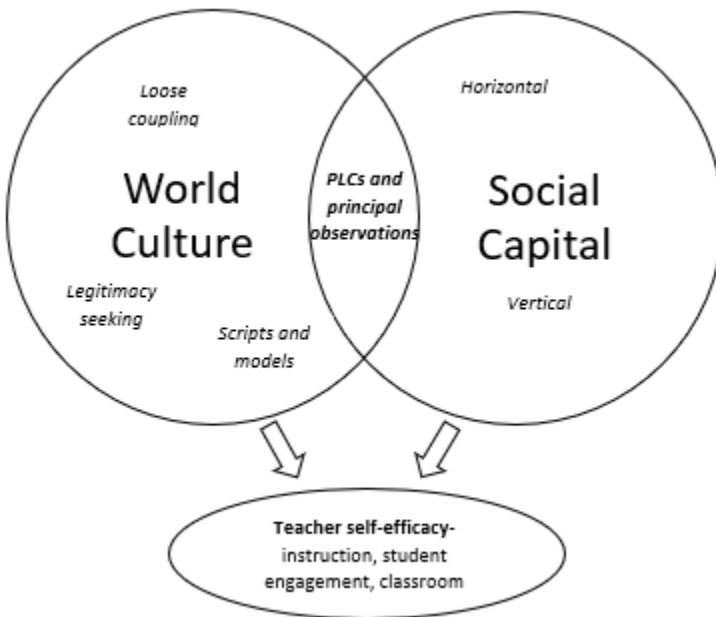 Loose
coupling
World
Culture
Legitimacy
seeking
Scripts and
models
PLCs and
principal
observations
Horizontal
Social
Capital
Vertical
Teacher self-efficacy-
instruction, student
engagement, classroom